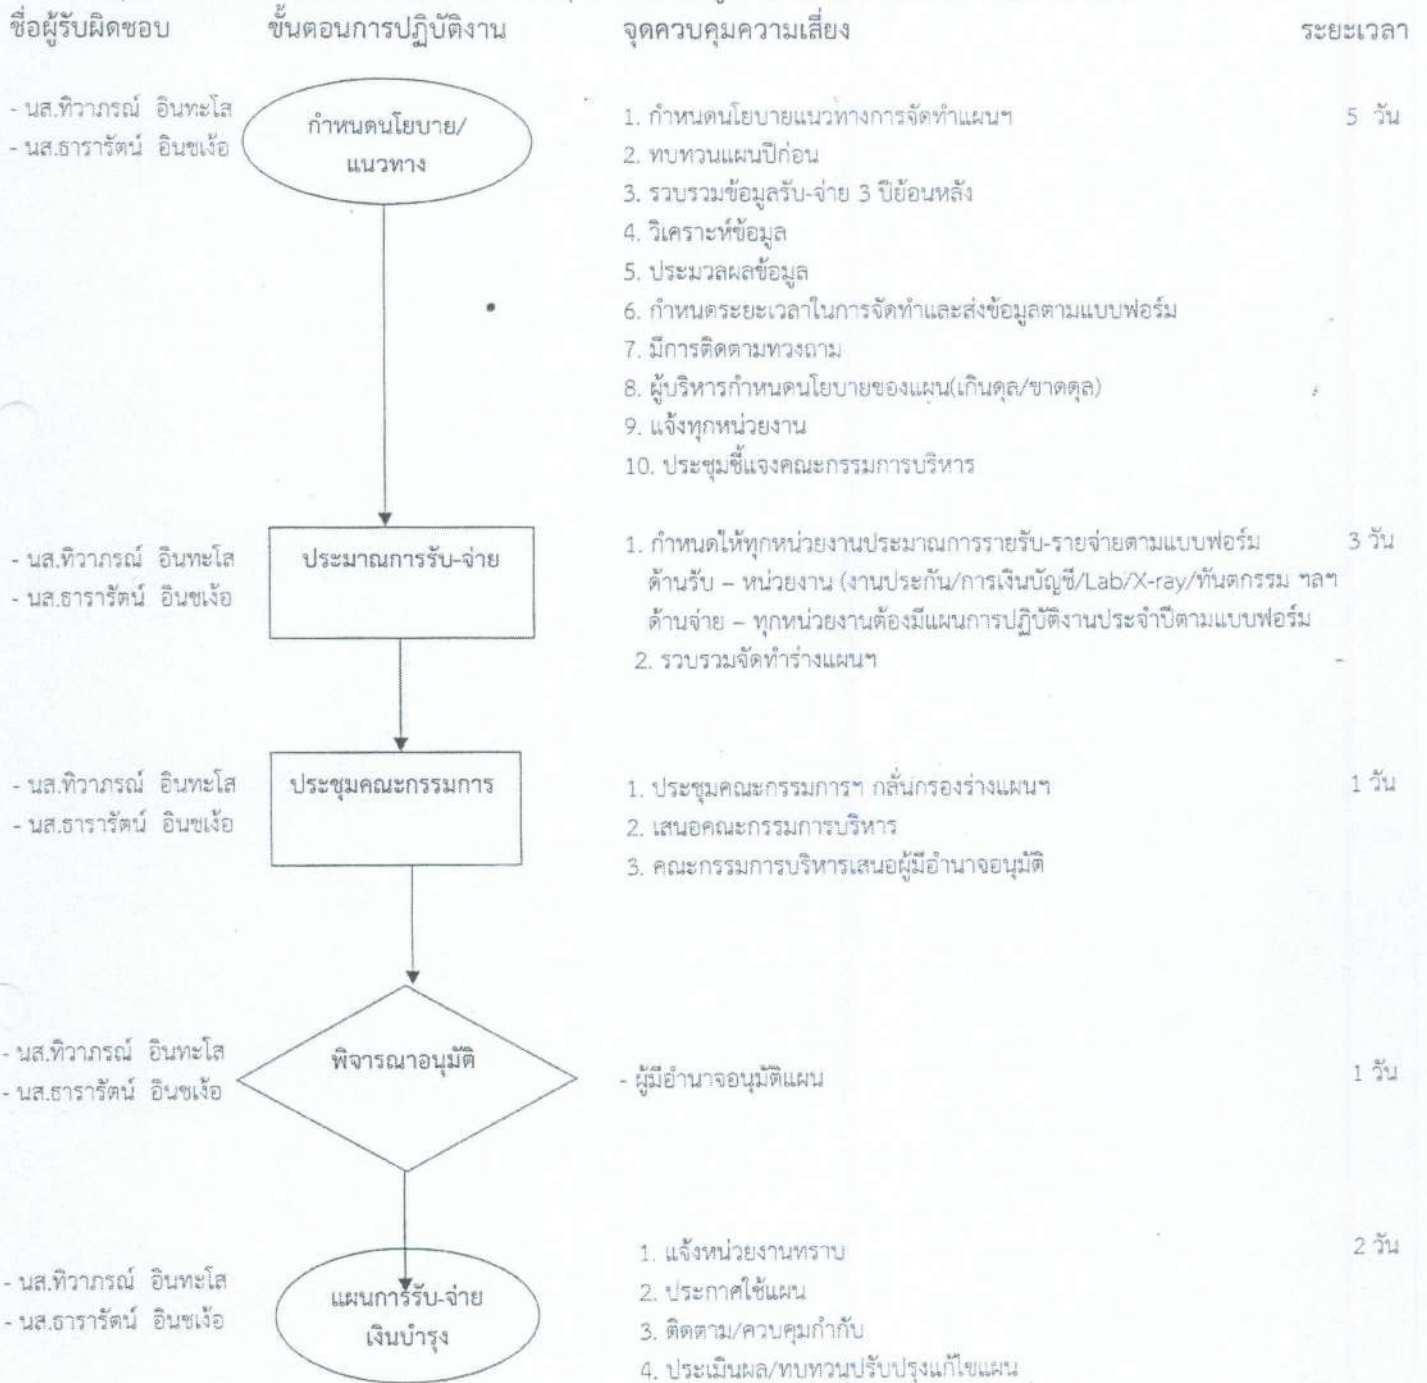 ชื่อผู้รับผิดชอบ ขั้นตอนการปฏิบัติงาน จุดควบคุมความเสี่ยง ระยะเวลา
- นส.ทิวาภรณ์ อินทะโส
- นส.ธารารัตน์ อินชเง้อ
กำหนดนโยบาย/
แนวทาง
1. กำหนดนโยบายแนวทางการจัดทำแผนฯ 5 วัน
2. ทบทวนแผนปีก่อน
3. รวบรวมข้อมูลรับ-จ่าย 3 ปีย้อนหลัง
4. วิเคราะห์ข้อมูล
5. ประมวลผลข้อมูล
6. กำหนดระยะเวลาในการจัดทำและส่งข้อมูลตามแบบฟอร์ม
7. มีการติดตามทวงถาม
8. ผู้บริหารกำหนดนโยบายของแผน(เกินดุล/ขาดดุล)
9. แจ้งทุกหน่วยงาน
10. ประชุมชี้แจงคณะกรรมการบริหาร
- นส.ทิวาภรณ์ อินทะโส
- นส.ธารารัตน์ อินชเง้อ
ประมาณการรับ-จ่าย
1. กำหนดให้ทุกหน่วยงานประมาณการรายรับ-รายจ่ายตามแบบฟอร์ม 3 วัน
ด้านรับ – หน่วยงาน (งานประกัน/การเงินบัญชี/Lab/X-ray/ทันตกรรม ฯลฯ
ด้านจ่าย – ทุกหน่วยงานต้องมีแผนการปฏิบัติงานประจำปีตามแบบฟอร์ม
2. รวบรวมจัดทำร่างแผนฯ
- นส.ทิวาภรณ์ อินทะโส
- นส.ธารารัตน์ อินชเง้อ
ประชุมคณะกรรมการ
1. ประชุมคณะกรรมการฯ กลั่นกรองร่างแผนฯ 1 วัน
2. เสนอคณะกรรมการบริหาร
3. คณะกรรมการบริหารเสนอผู้มีอำนาจอนุมัติ
- นส.ทิวาภรณ์ อินทะโส
- นส.ธารารัตน์ อินชเง้อ
พิจารณาอนุมัติ
- ผู้มีอำนาจอนุมัติแผน 1 วัน
- นส.ทิวาภรณ์ อินทะโส
- นส.ธารารัตน์ อินชเง้อ
แผนการรับ-จ่าย
เงินบำรุง
1. แจ้งหน่วยงานทราบ 2 วัน
2. ประกาศใช้แผน
3. ติดตาม/ควบคุมกำกับ
4. ประเมินผล/ทบทวนปรับปรุงแก้ไขแผน